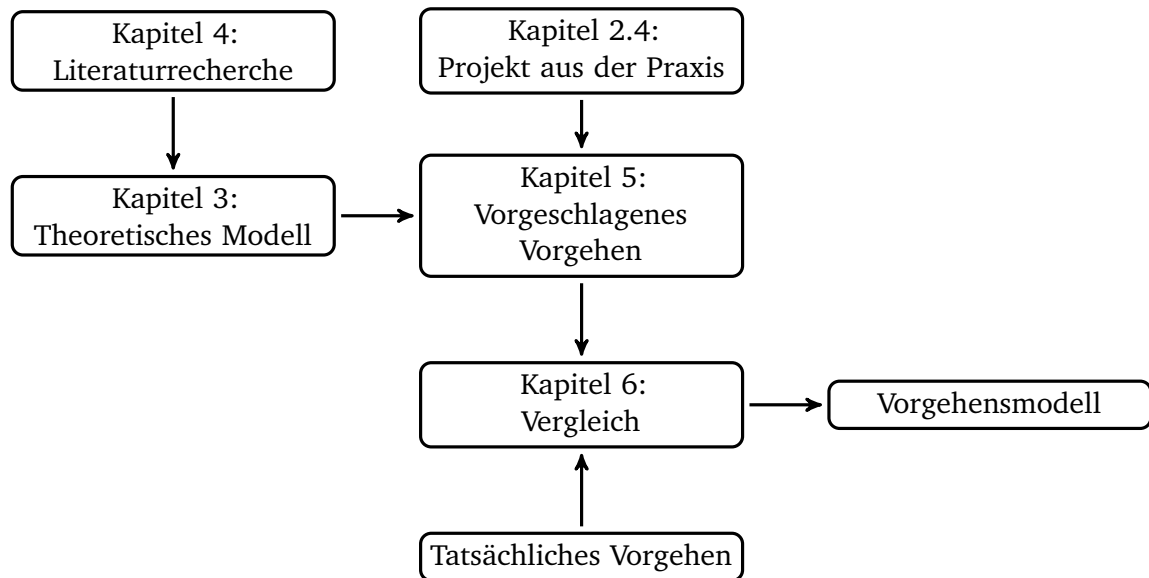 Kapitel 4:
Literaturrecherche
Kapitel 2.4:
Projekt aus der Praxis
Kapitel 3:
Theoretisches Modell
Kapitel 5:
Vorgeschlagenes
Vorgehen
Kapitel 6:
Vergleich
Vorgehensmodell
Tatsächliches Vorgehen